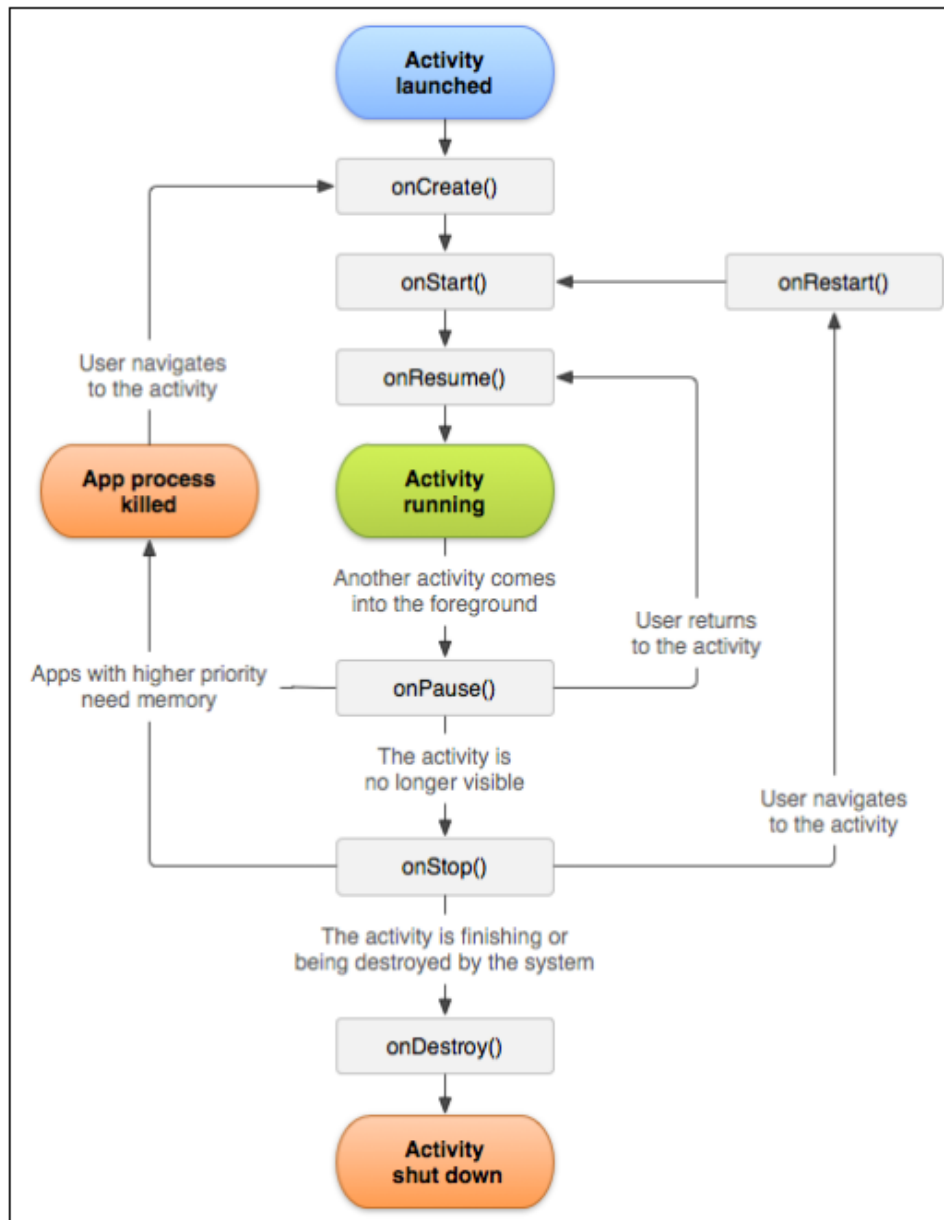 Activity
launched
onCreate()
onStart()
onRestart()
onResume()
User navigates
to the activity
App process
killed
Activity
running
Another activity comes
into the foreground
User returns
to the activity
Apps with higher priority
need memory
onPause()
The activity is
no longer visible
User navigates
to the activity
onStop()
The activity is finishing or
being destroyed by the system
onDestroy()
Activity
shut down